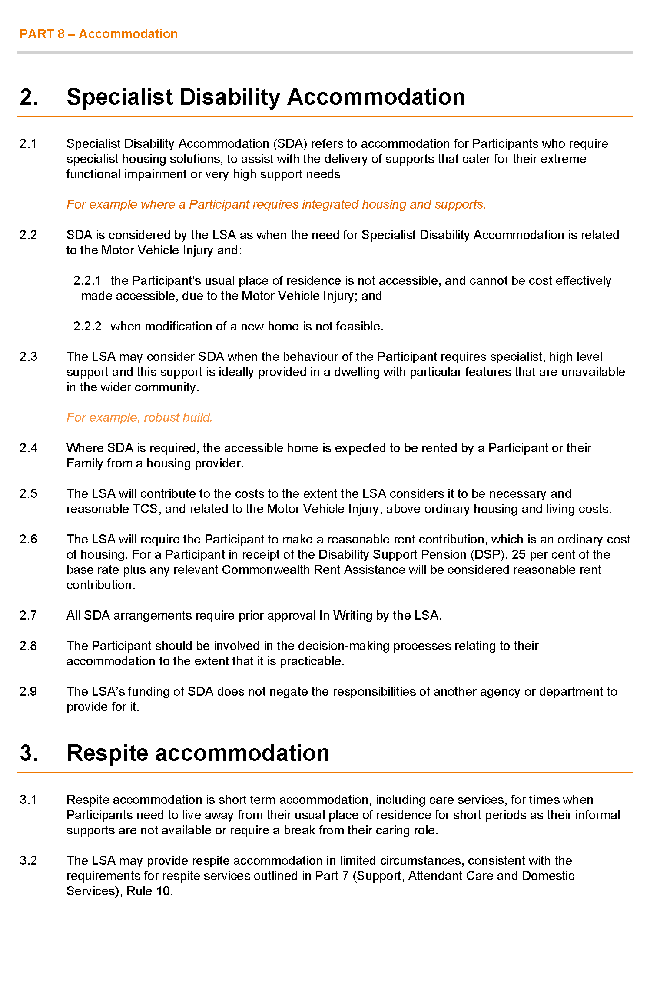 PART 8 – Accommodation
2. Specialist Disability Accommodation
2.1 Specialist Disability Accommodation (SDA) refers to accommodation for Participants who require
specialist housing solutions, to assist with the delivery of supports that cater for their extreme
functional impairment or very high support needs
For example where a Participant requires integrated housing and supports.
2.2 SDA is considered by the LSA as when the need for Specialist Disability Accommodation is related
to the Motor Vehicle Injury and:
2.2.1 the Participant’s usual place of residence is not accessible, and cannot be cost effectively
made accessible, due to the Motor Vehicle Injury; and
2.2.2 when modification of a new home is not feasible.
2.3 The LSA may consider SDA when the behaviour of the Participant requires specialist, high level
support and this support is ideally provided in a dwelling with particular features that are unavailable
in the wider community.
For example, robust build.
2.4 Where SDA is required, the accessible home is expected to be rented by a Participant or their
Family from a housing provider.
2.5 The LSA will contribute to the costs to the extent the LSA considers it to be necessary and
reasonable TCS, and related to the Motor Vehicle Injury, above ordinary housing and living costs.
2.6 The LSA will require the Participant to make a reasonable rent contribution, which is an ordinary cost
of housing. For a Participant in receipt of the Disability Support Pension (DSP), 25 per cent of the
base rate plus any relevant Commonwealth Rent Assistance will be considered reasonable rent
contribution.
2.7 All SDA arrangements require prior approval In Writing by the LSA.
2.8 The Participant should be involved in the decision-making processes relating to their
accommodation to the extent that it is practicable.
2.9 The LSA’s funding of SDA does not negate the responsibilities of another agency or department to
provide for it.
3. Respite accommodation
3.1 Respite accommodation is short term accommodation, including care services, for times when
Participants need to live away from their usual place of residence for short periods as their informal
supports are not available or require a break from their caring role.
3.2 The LSA may provide respite accommodation in limited circumstances, consistent with the
requirements for respite services outlined in Part 7 (Support, Attendant Care and Domestic
Services), Rule 10.